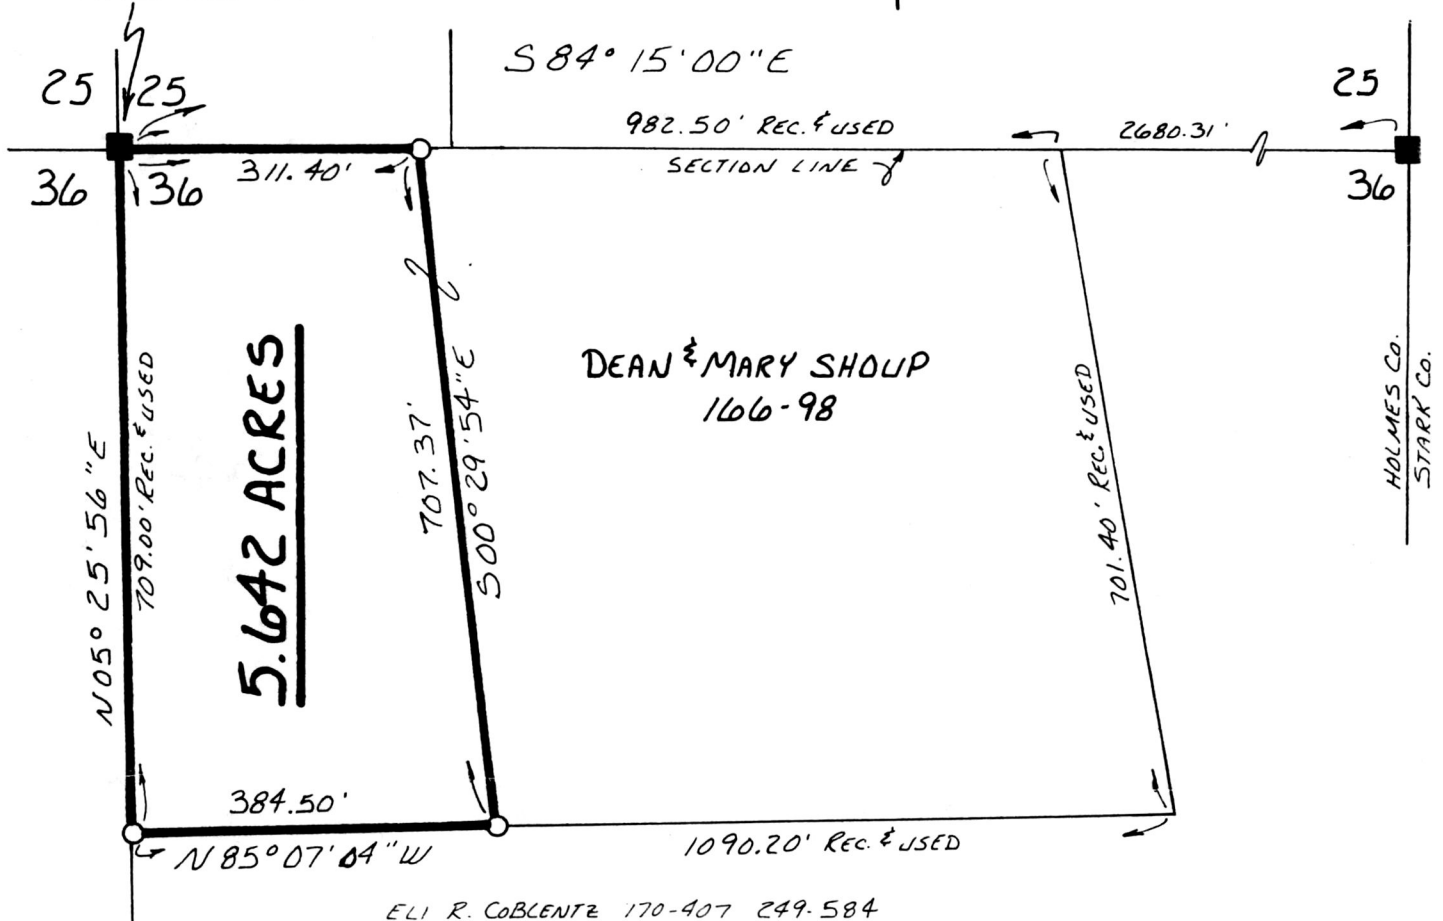 S 84° 15' 00" E
25
25
25
982.50' REC. & USED
2680.31'
311.40'
SECTION LINE
36
36
36
709.00' REC. & USED
N 05° 25' 56" E
5.642 ACRES
707.37'
S 00° 29' 54" E
DEAN & MARY SHOUP
166-98
701.40' REC. & USED
HOLMES CO.
STARK CO.
384.50'
N 85° 07' 04" W
1090.20' REC. & USED
ELI R. COBLENTZ 170-407 249-584